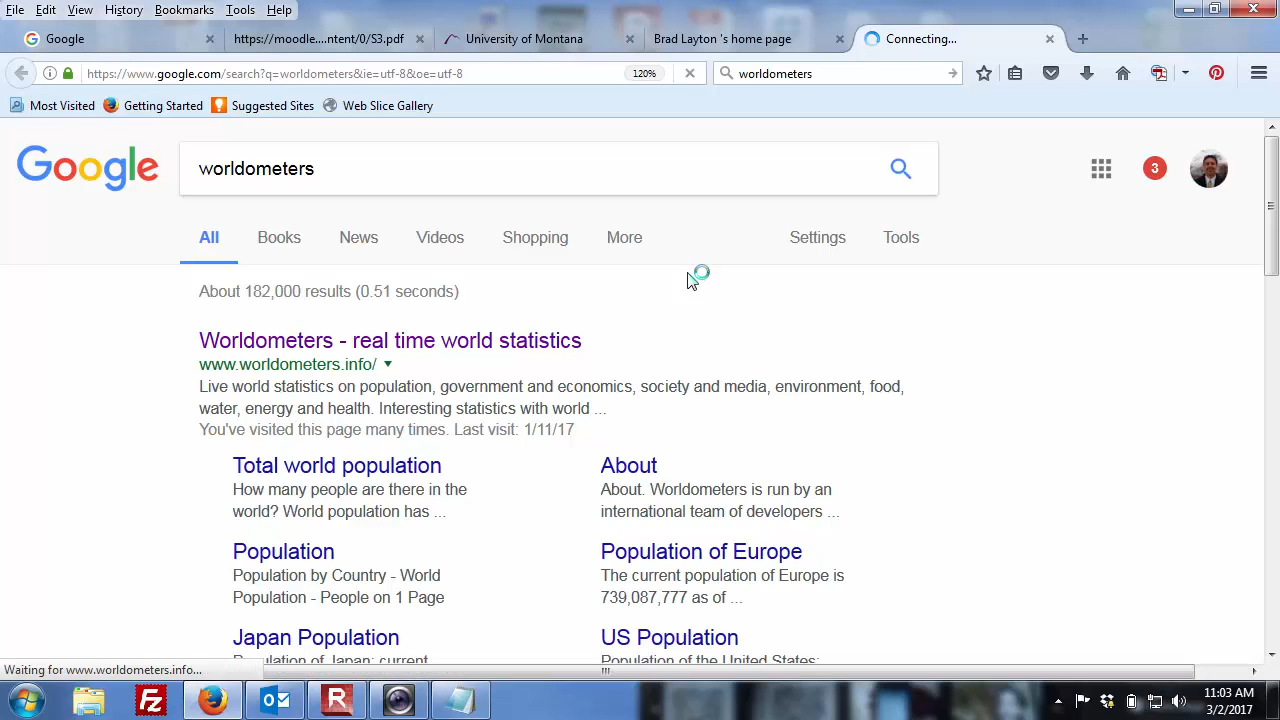 File Edit View History Bookmarks Tools Help
Google https://moodle....ntent/0/S3.pdf University of Montana Brad Layton 's home page Connecting...
https://www.google.com/search?q=worldometers&ie=utf-8&oe=utf-8 120% worldometers
Most Visited Getting Started Suggested Sites Web Slice Gallery
Google worldometers 3
All Books News Videos Shopping More Settings Tools
About 182,000 results (0.51 seconds)
Worldometers - real time world statistics
www.worldometers.info/
Live world statistics on population, government and economics, society and media, environment, food,
water, energy and health. Interesting statistics with world ...
You've visited this page many times. Last visit: 1/11/17
Total world population
How many people are there in the
world? World population has ...
About
About. Worldometers is run by an
international team of developers ...
Population
Population by Country - World
Population - People on 1 Page
Population of Europe
The current population of Europe is
739,087,777 as of ...
Japan Population
Population of Japan: current
US Population
Population of the United States:
Waiting for www.worldometers.info...
Fz R
11:03 AM
3/2/2017